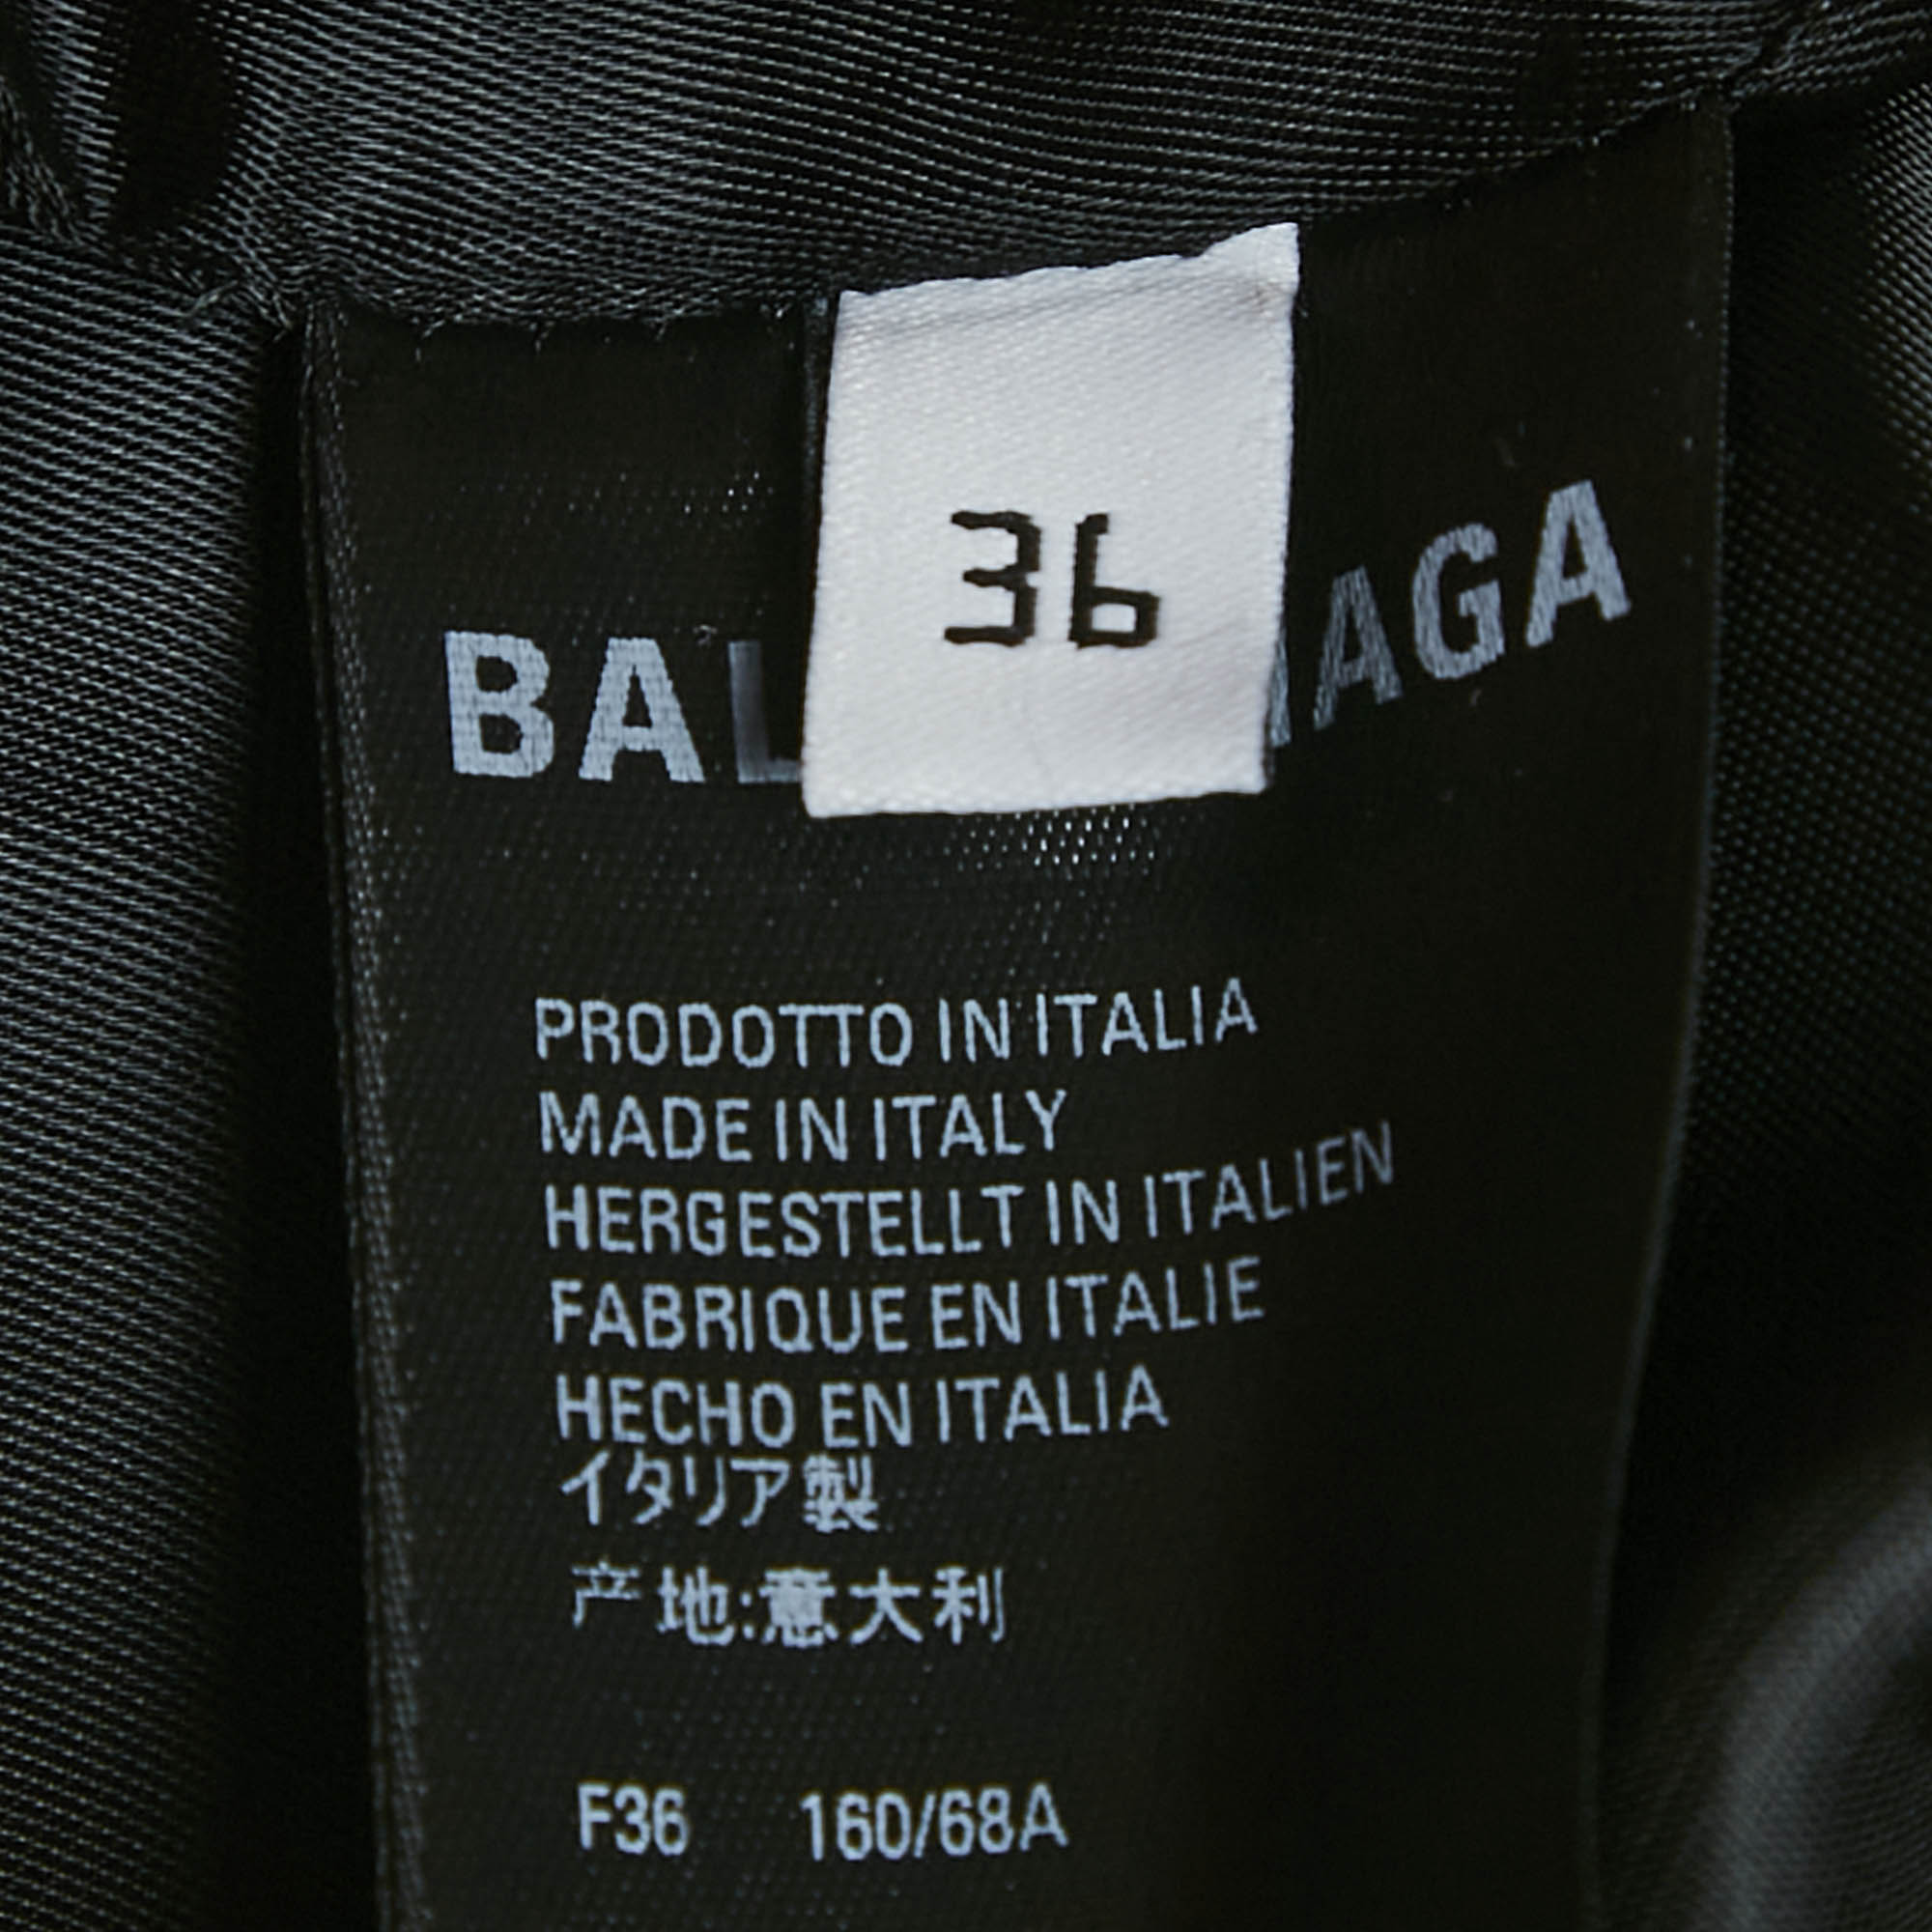 36
BAL AGA
PRODOTTO IN ITALIA
MADE IN ITALY
HERGESTELLT IN ITALIEN
FABRIQUE EN ITALIE
HECHO EN ITALIA
イタリア製
产地:意大利
F36 160/68A